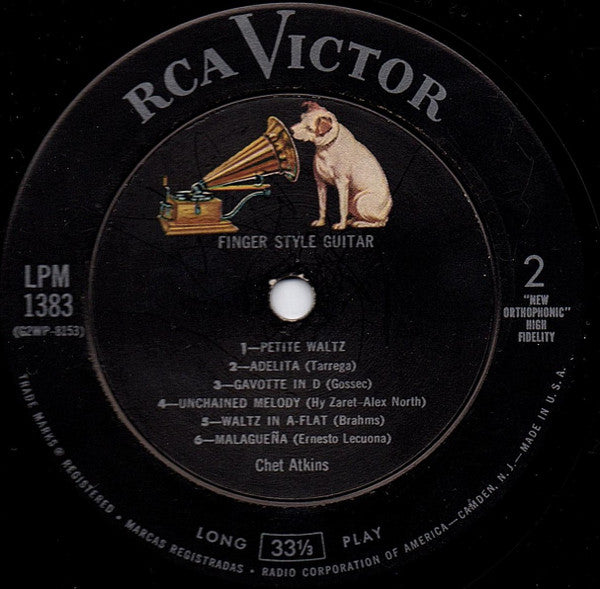 RCA VICTOR
FINGER STYLE GUITAR
LPM
1383
(G2WP-8153)
2
"NEW
ORTHOPHONIC"
HIGH
FIDELITY
1—PETITE WALTZ
2—ADELITA (Tarrega)
3—GAVOTTE IN D (Gossec)
4—UNCHAINED MELODY (Hy Zaret-Alex North)
5—WALTZ IN A-FLAT (Brahms)
6—MALAGUEÑA (Ernesto Lecuona)
Chet Atkins
LONG 33⅓ PLAY
TRADE MARKS ® REGISTERED • MARCAS REGISTRADAS • RADIO CORPORATION OF AMERICA—CAMDEN, N. J.—MADE IN U.S.A.